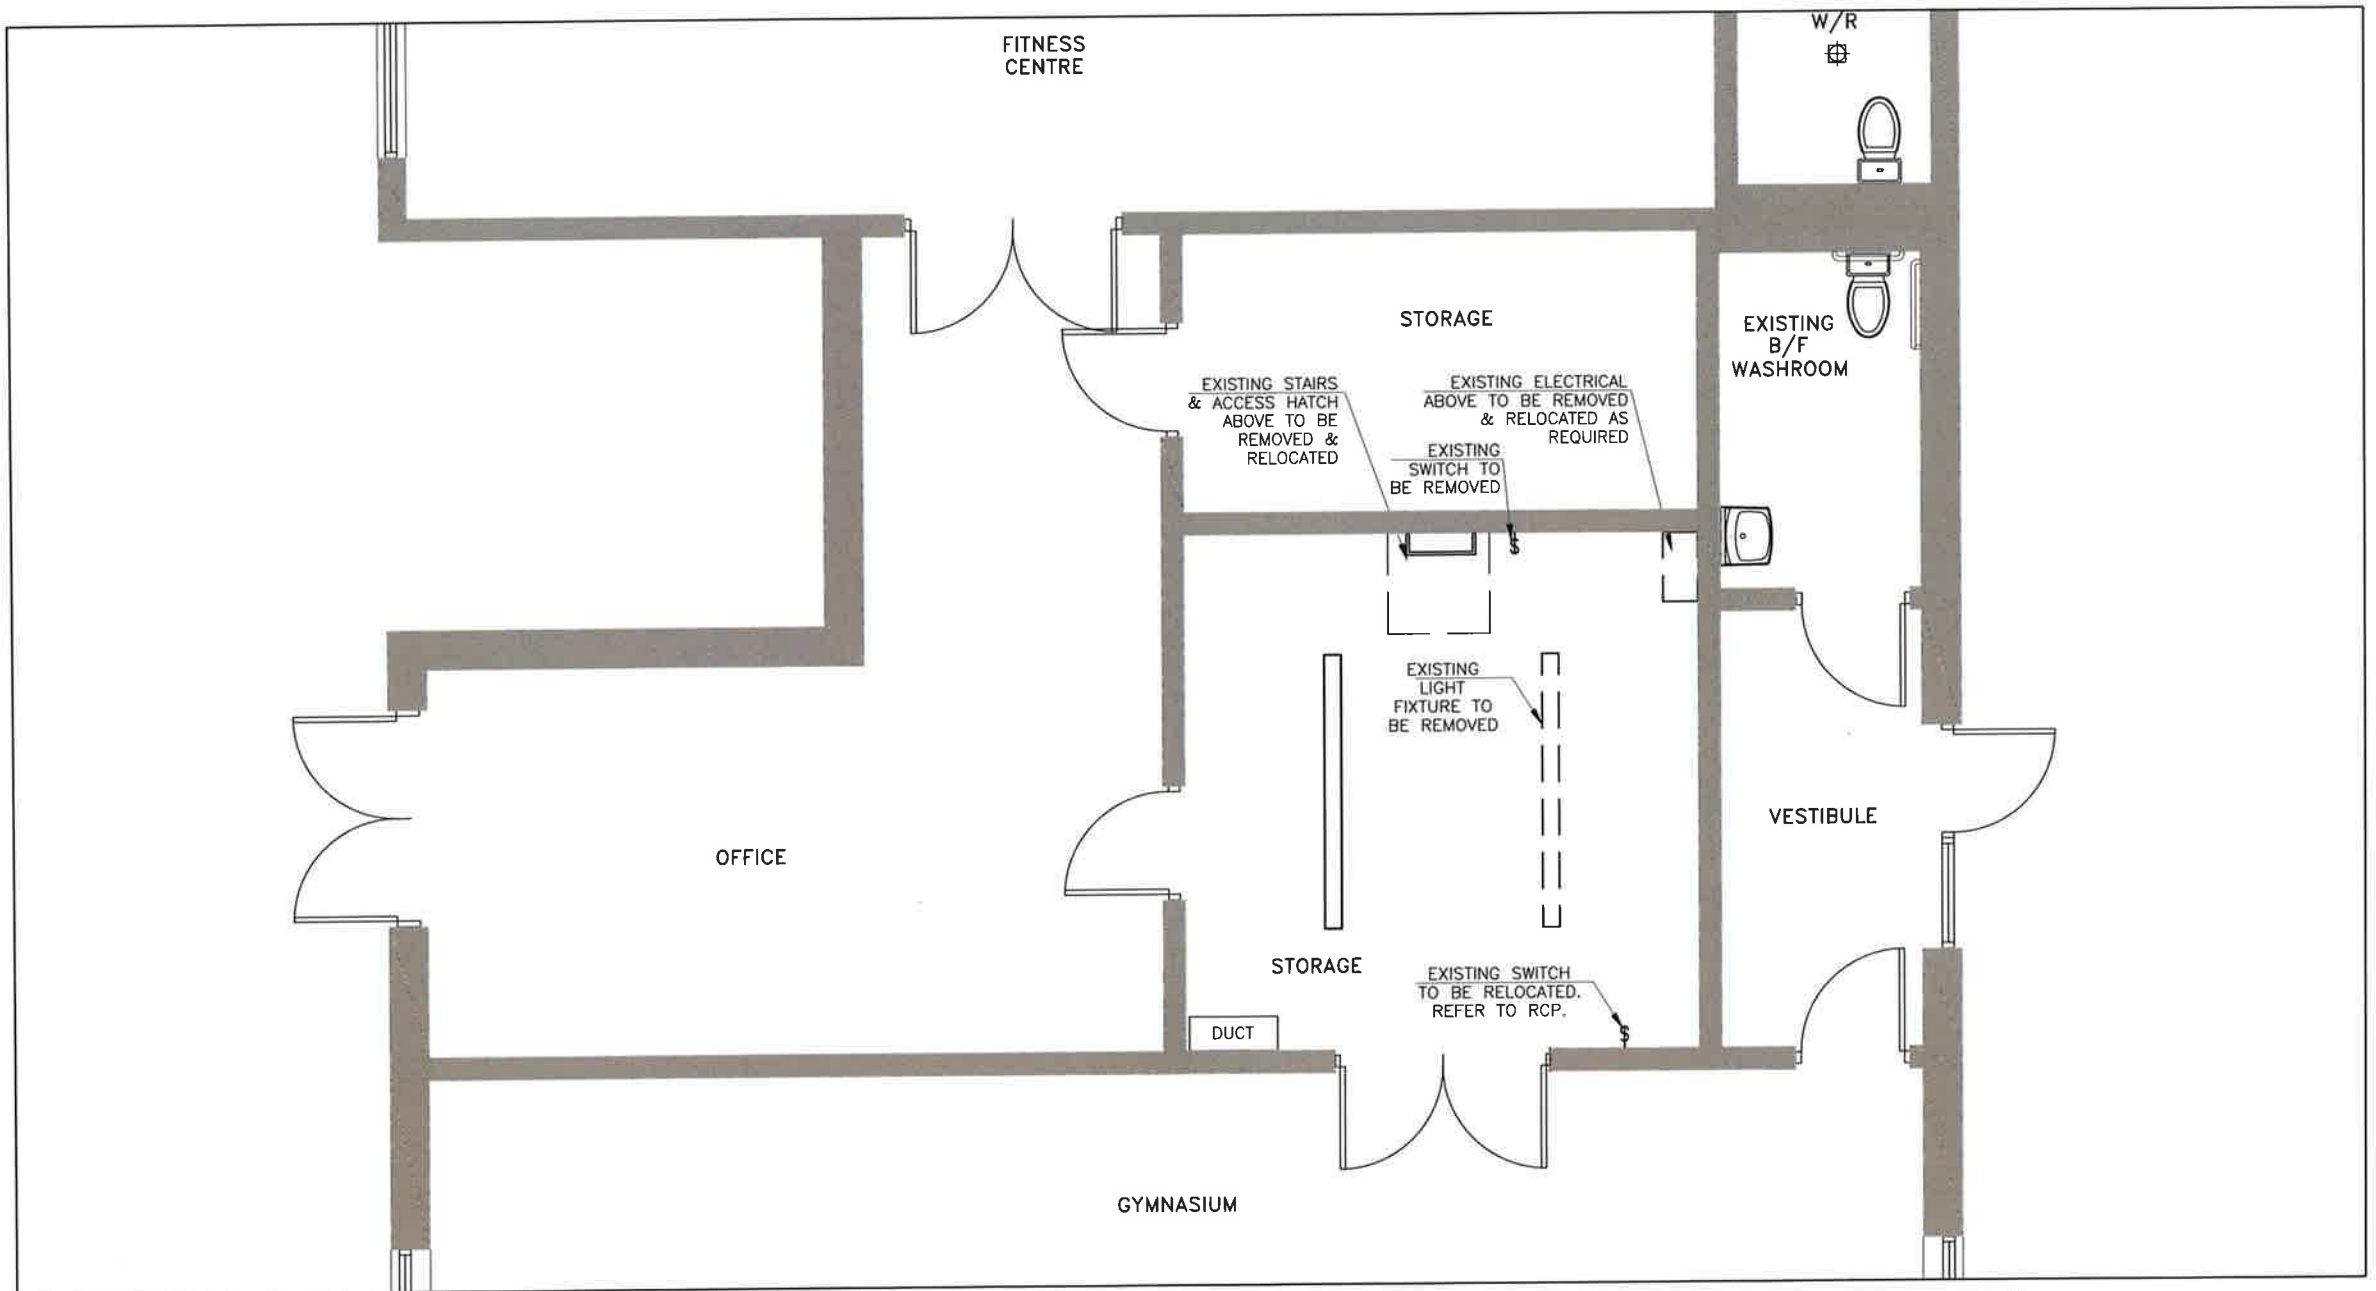 FITNESS
CENTRE
W/R
STORAGE
EXISTING
B/F
WASHROOM
EXISTING STAIRS
& ACCESS HATCH
ABOVE TO BE
REMOVED &
RELOCATED
EXISTING ELECTRICAL
ABOVE TO BE REMOVED
& RELOCATED AS
REQUIRED
EXISTING
SWITCH TO
BE REMOVED
$
EXISTING
LIGHT
FIXTURE TO
BE REMOVED
VESTIBULE
OFFICE
STORAGE
EXISTING SWITCH
TO BE RELOCATED.
REFER TO RCP.
$
DUCT
GYMNASIUM